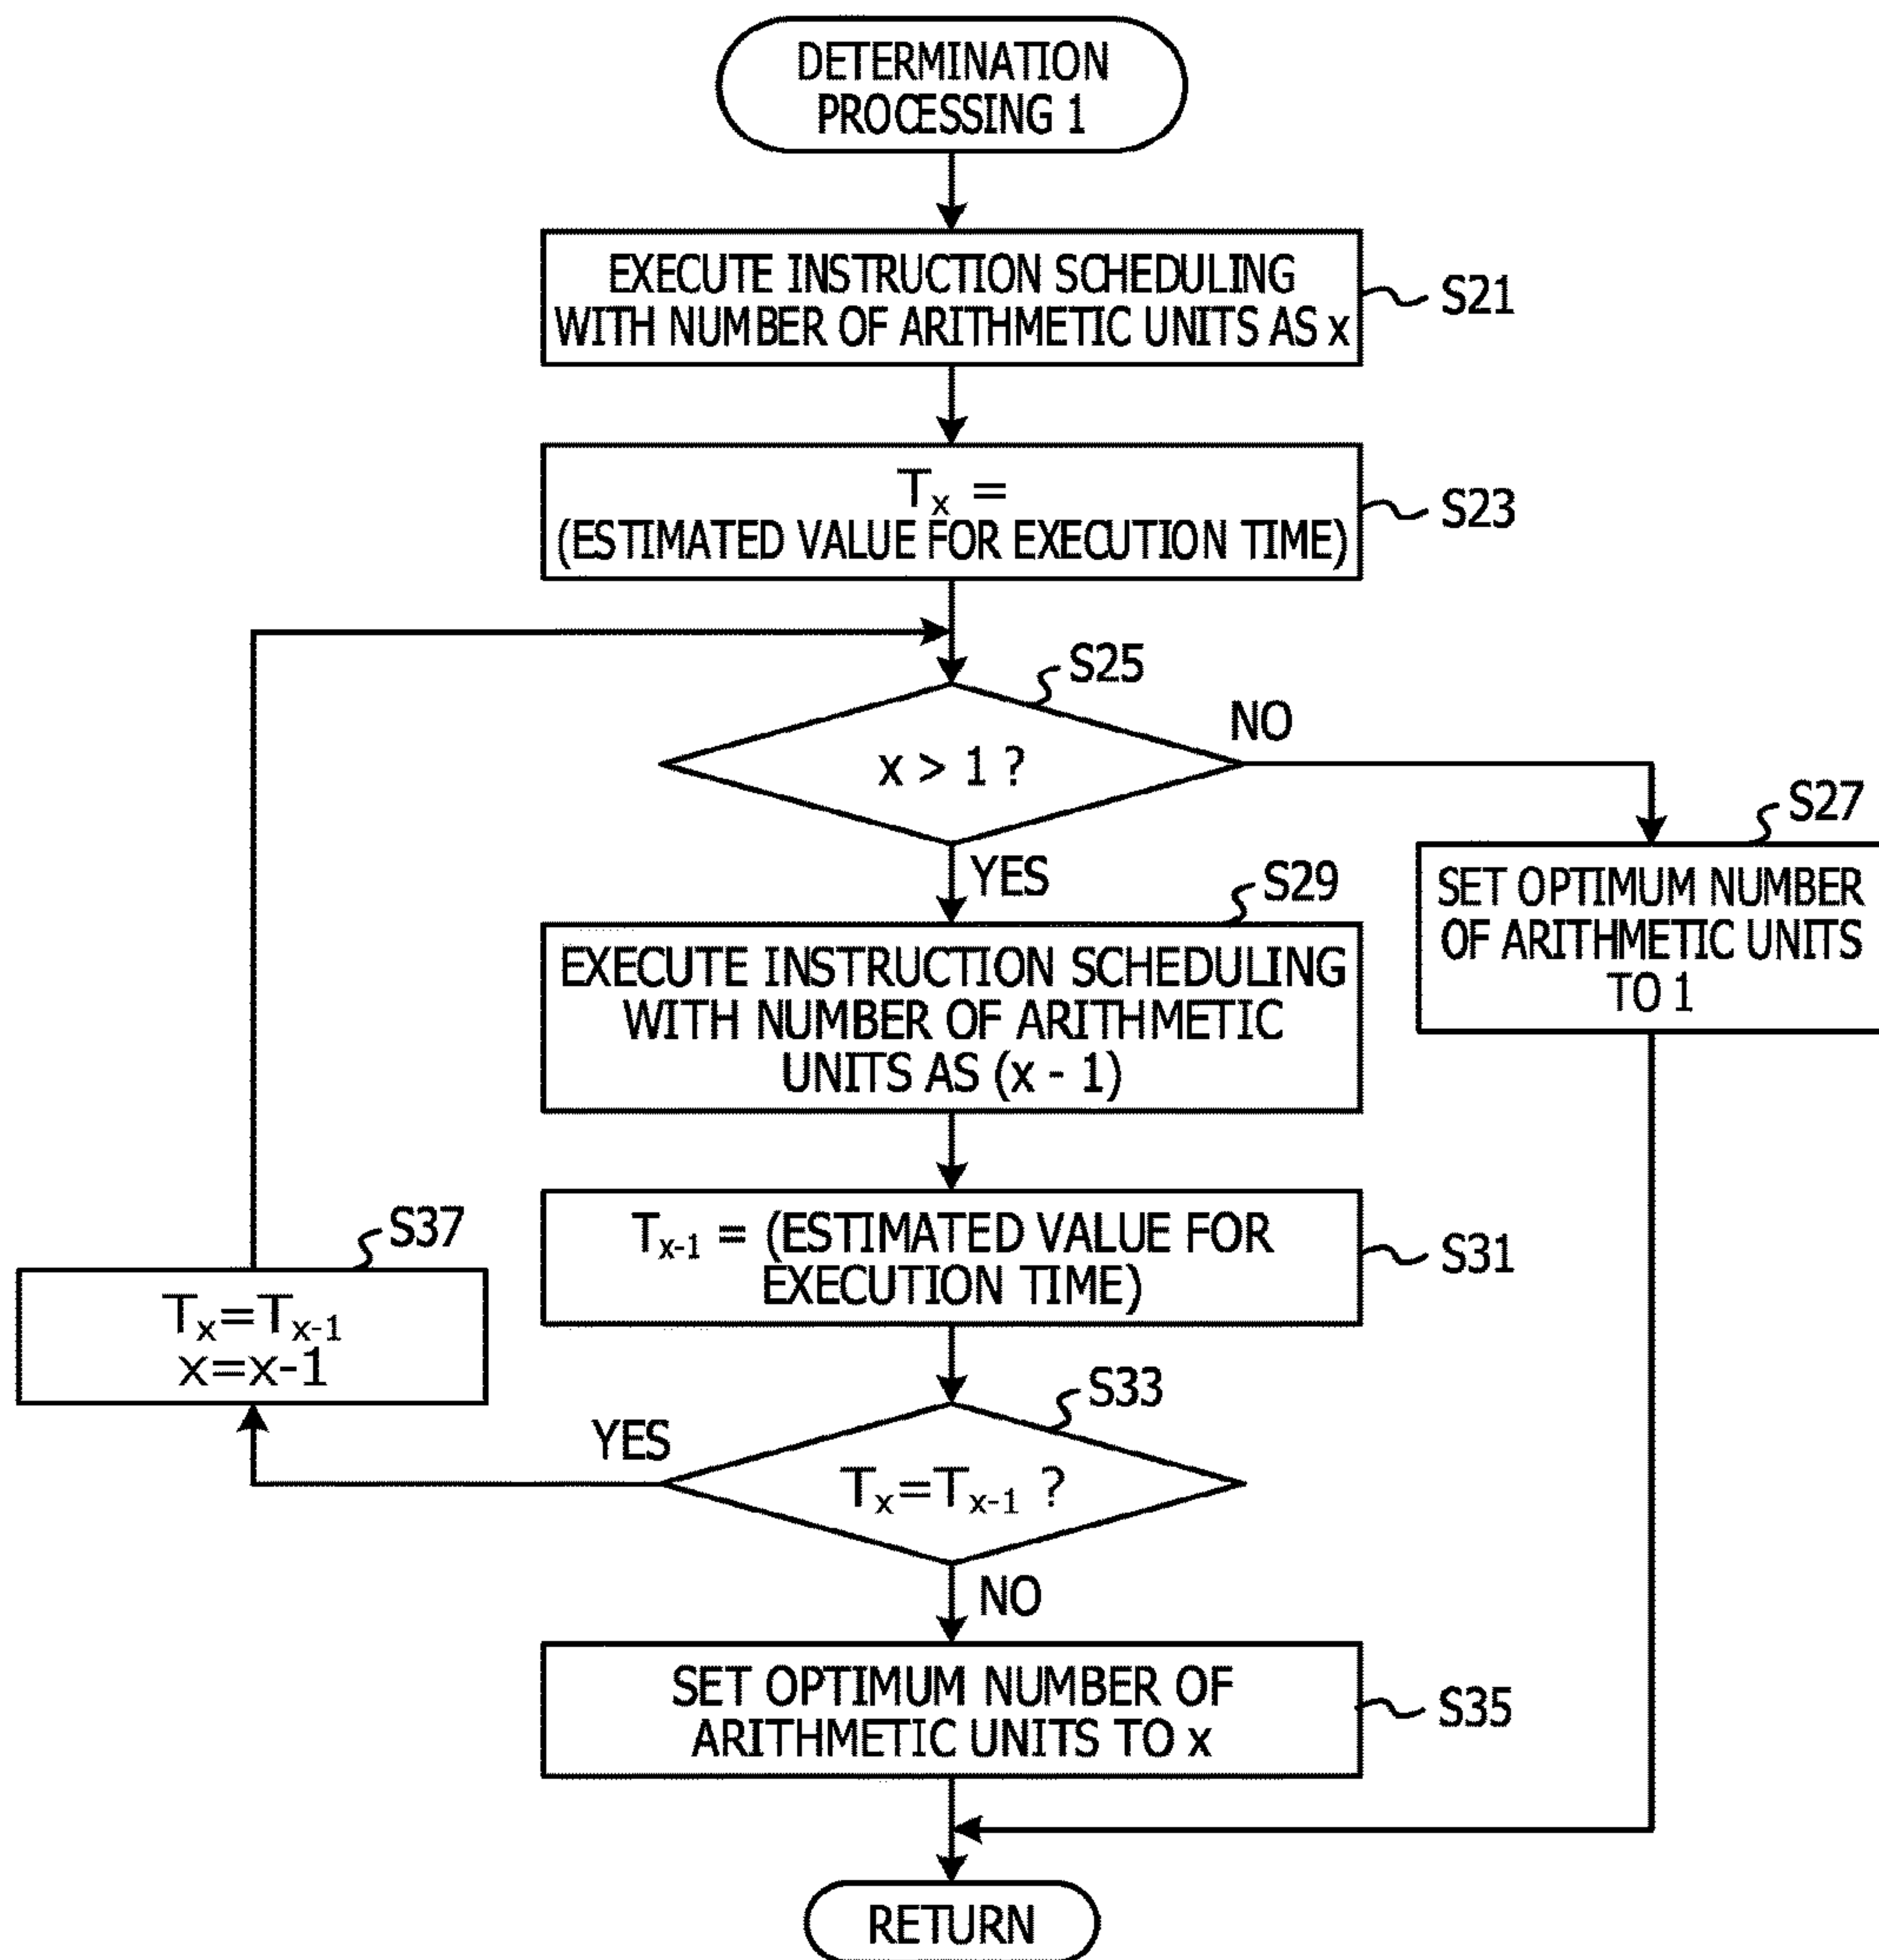 DETERMINATION
PROCESSING 1
EXECUTE INSTRUCTION SCHEDULING
WITH NUMBER OF ARITHMETIC UNITS AS x
S21
Tx =
(ESTIMATED VALUE FOR EXECUTION TIME)
S23
S25
x > 1 ?
NO
YES
S27
SET OPTIMUM NUMBER
OF ARITHMETIC UNITS
TO 1
S29
EXECUTE INSTRUCTION SCHEDULING
WITH NUMBER OF ARITHMETIC
UNITS AS (x - 1)
Tx-1 = (ESTIMATED VALUE FOR
EXECUTION TIME)
S31
S37
Tx=Tx-1
x=x-1
S33
YES
Tx=Tx-1 ?
NO
SET OPTIMUM NUMBER OF
ARITHMETIC UNITS TO x
S35
RETURN